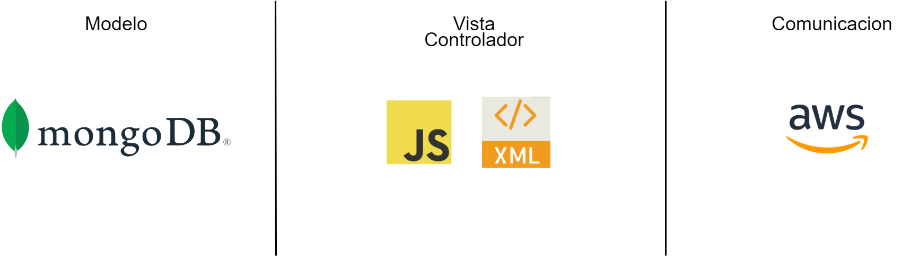 Modelo
Vista
Controlador
Comunicacion
mongoDB®
JS
</>
XML
aws